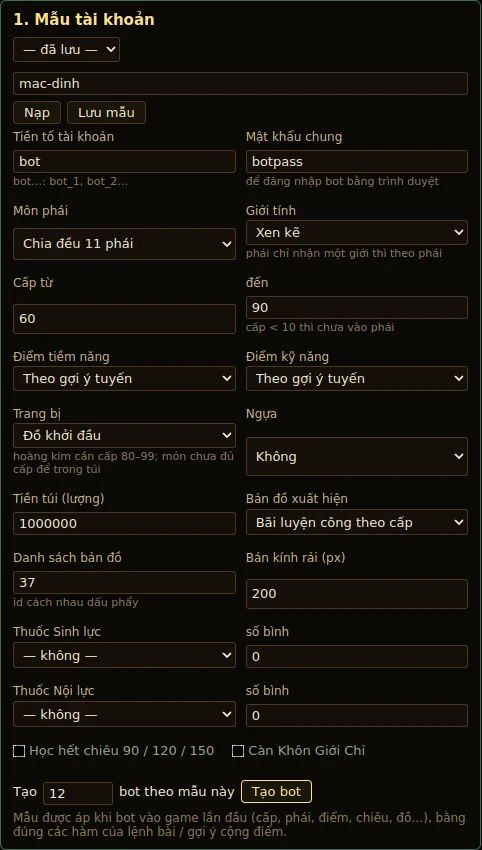 1. Mẫu tài khoản
— đã lưu —
mac-dinh
Nạp Lưu mẫu
Tiền tố tài khoản Mật khẩu chung
bot botpass
bot…: bot_1, bot_2… để đăng nhập bot bằng trình duyệt
Môn phái Giới tính
Chia đều 11 phái Xen kẽ
phái chỉ nhận một giới thì theo phái
Cấp từ đến
60 90
cấp < 10 thì chưa vào phái
Điểm tiềm năng Điểm kỹ năng
Theo gợi ý tuyến Theo gợi ý tuyến
Trang bị Ngựa
Đồ khởi đầu Không
hoàng kim cần cấp 80–99; món chưa đủ
cấp để trong túi
Tiền túi (lượng) Bản đồ xuất hiện
1000000 Bãi luyện công theo cấp
Danh sách bản đồ Bán kính rải (px)
37 200
id cách nhau dấu phẩy
Thuốc Sinh lực số bình
— không — 0
Thuốc Nội lực số bình
— không — 0
Học hết chiêu 90 / 120 / 150 Càn Khôn Giới Chỉ
Tạo 12 bot theo mẫu này Tạo bot
Mẫu được áp khi bot vào game lần đầu (cấp, phái, điểm, chiêu, đồ…), bằng
đúng các hàm của lệnh bài / gợi ý cộng điểm.